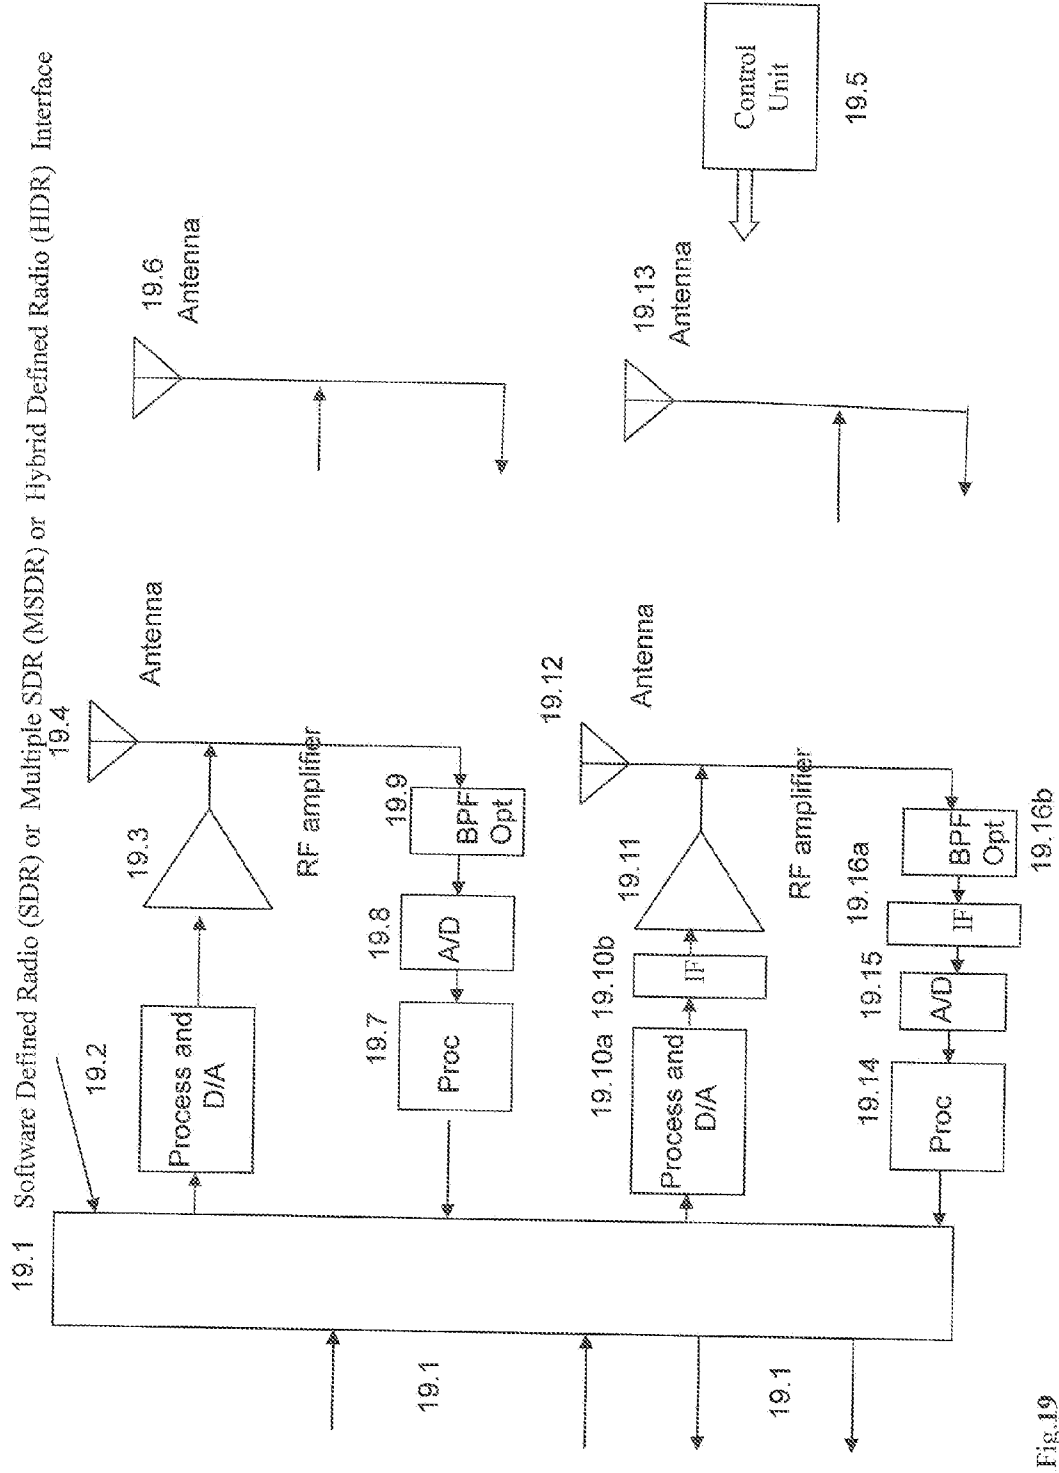 19.1 Software Defined Radio (SDR) or Multiple SDR (MSDR) or Hybrid Defined Radio (HDR) Interface
19.4
Antenna
19.6
Antenna
19.2
19.3
Process and
D/A
RF amplifier
19.7
19.8
19.9
Proc
A/D
BPF
Opt
19.12
Antenna
19.13
Antenna
19.10a 19.10b
19.11
Process and
D/A
IF
RF amplifier
Control
Unit
19.5
19.14
19.15
19.16a
Proc
A/D
IF
BPF
Opt
19.16b
19.1
19.1
Fig.19